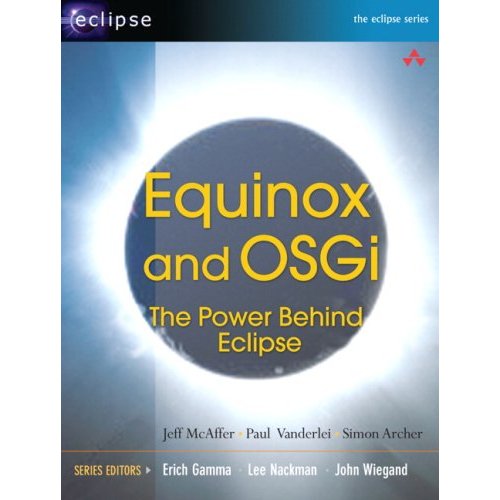 eclipse
the eclipse series
Equinox
and OSGi
The Power Behind
Eclipse
Jeff McAffer • Paul Vanderlei • Simon Archer
SERIES EDITORS ▶ Erich Gamma • Lee Nackman • John Wiegand